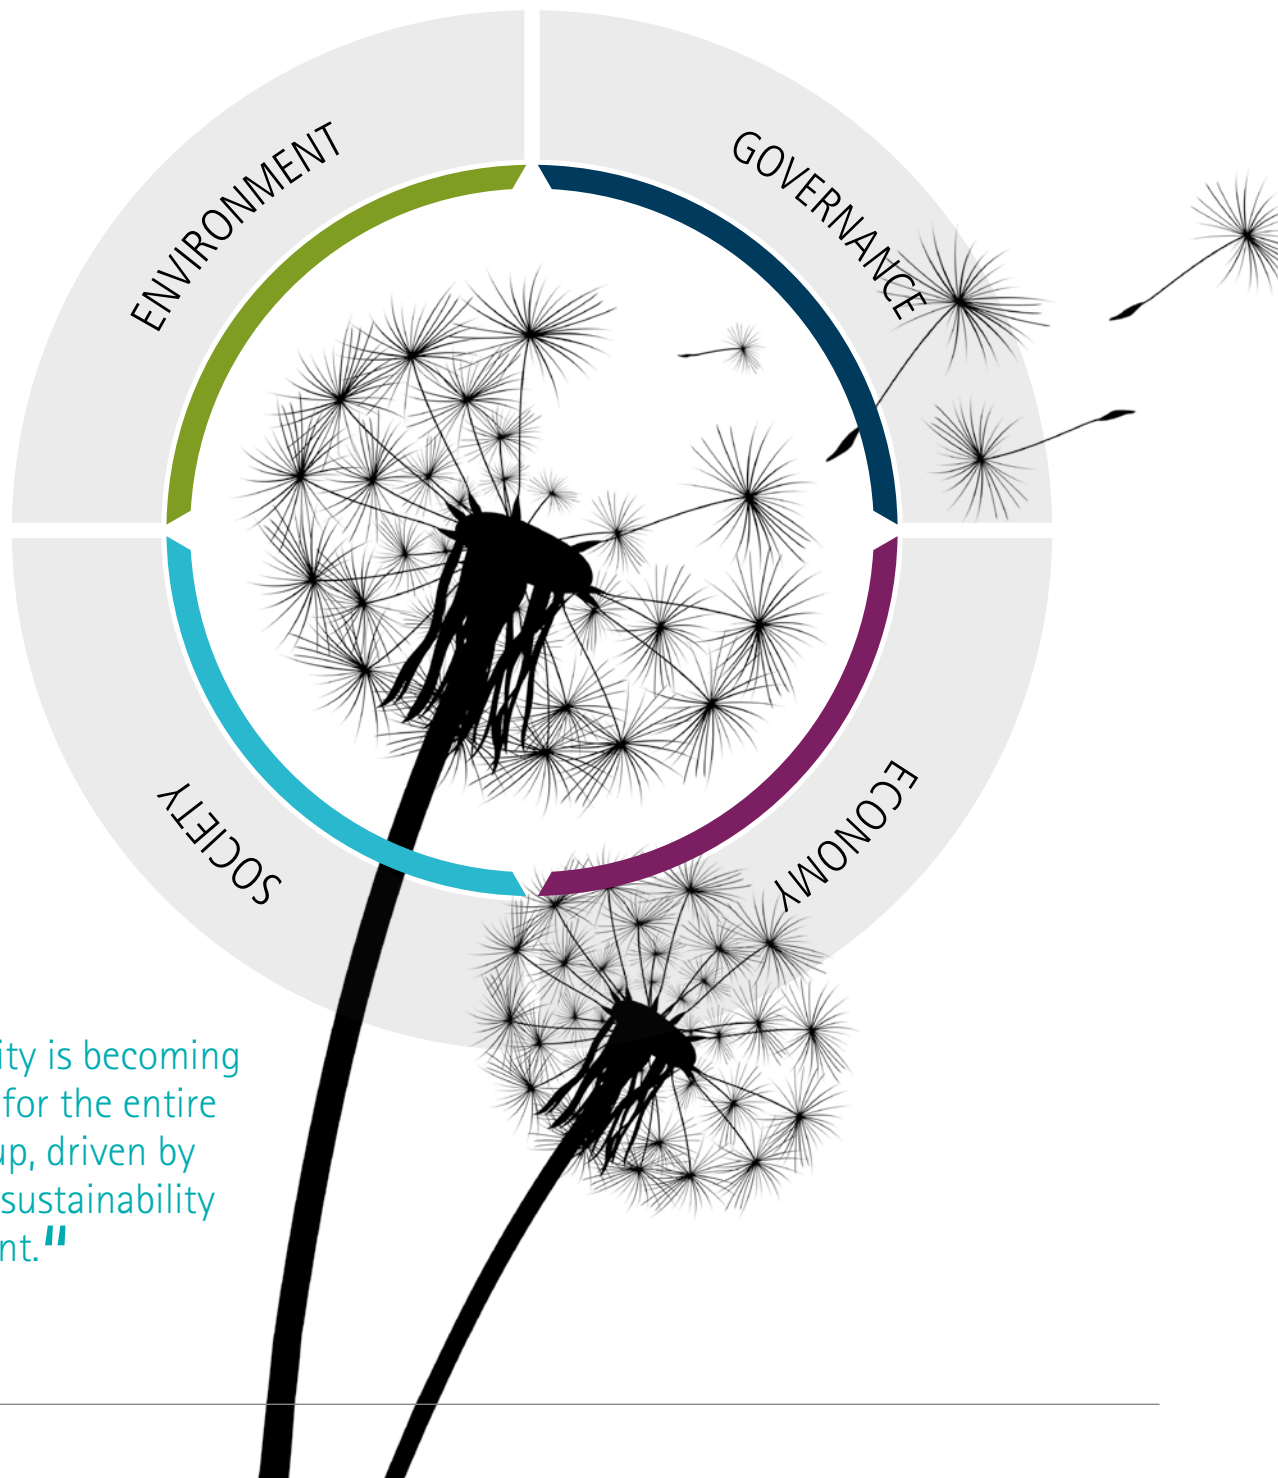 ENVIRONMENT
GOVERNANCE
SOCIETY
ECONOMY
ity is becoming
for the entire
up, driven by
sustainability
nt."